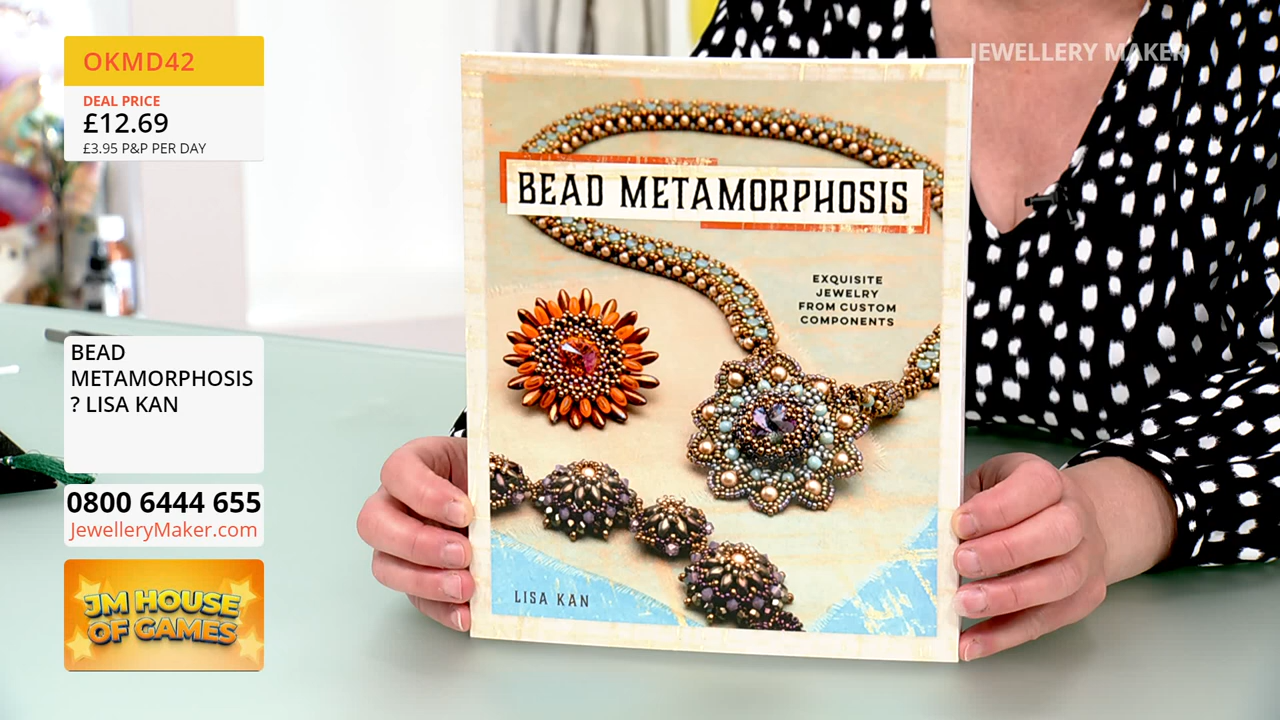 OKMD42
DEAL PRICE
£12.69
£3.95 P&P PER DAY
BEAD
METAMORPHOSIS
? LISA KAN
0800 6444 655
JewelleryMaker.com
JM HOUSE
OF GAMES
JEWELLERY MAKER
BEAD METAMORPHOSIS
EXQUISITE
JEWELRY
FROM CUSTOM
COMPONENTS
LISA KAN